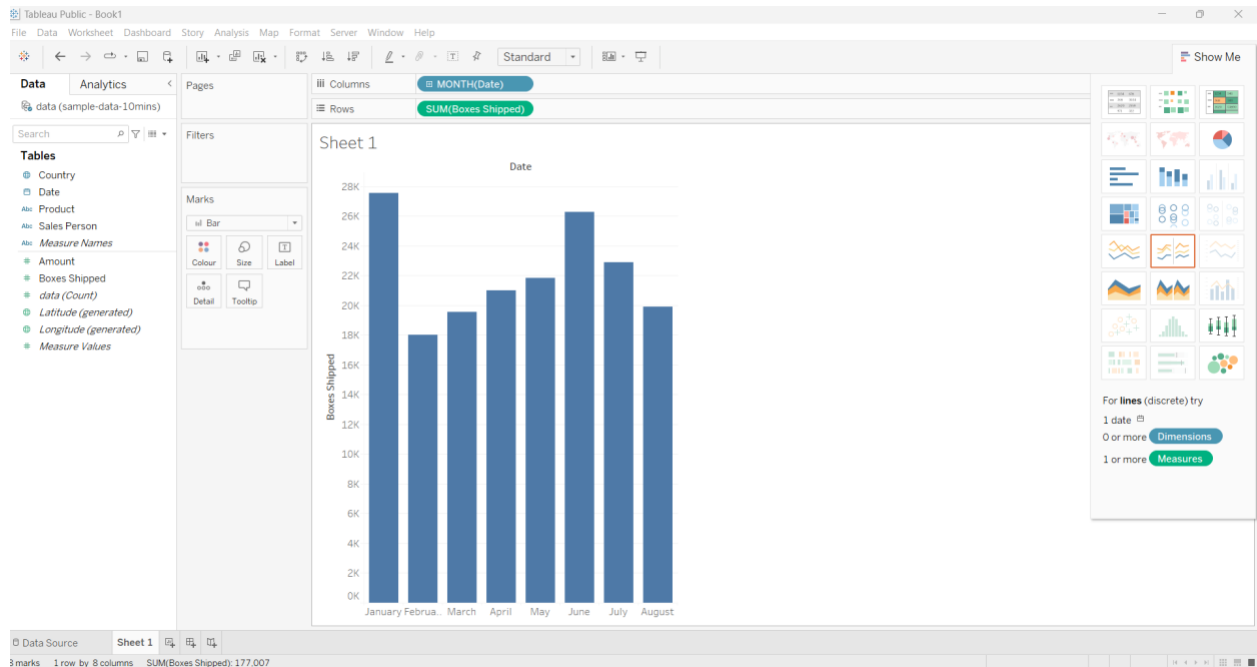 Tableau Public - Book1
File Data Worksheet Dashboard Story Analysis Map Format Server Window Help
Standard
Show Me
Data Analytics
data (sample-data-10mins)
Search
Tables
Country
Date
Abc Product
Abc Sales Person
Abc Measure Names
# Amount
# Boxes Shipped
# data (Count)
Latitude (generated)
Longitude (generated)
# Measure Values
Pages
Filters
Marks
Bar
Colour Size Label
Detail Tooltip
Columns MONTH(Date)
Rows SUM(Boxes Shipped)
Sheet 1
Date
28K
26K
24K
22K
20K
18K
16K
14K
12K
10K
8K
6K
4K
2K
0K
Boxes Shipped
January Februa.. March April May June July August
For lines (discrete) try
1 date
0 or more Dimensions
1 or more Measures
Data Source Sheet 1
8 marks 1 row by 8 columns SUM(Boxes Shipped): 177,007